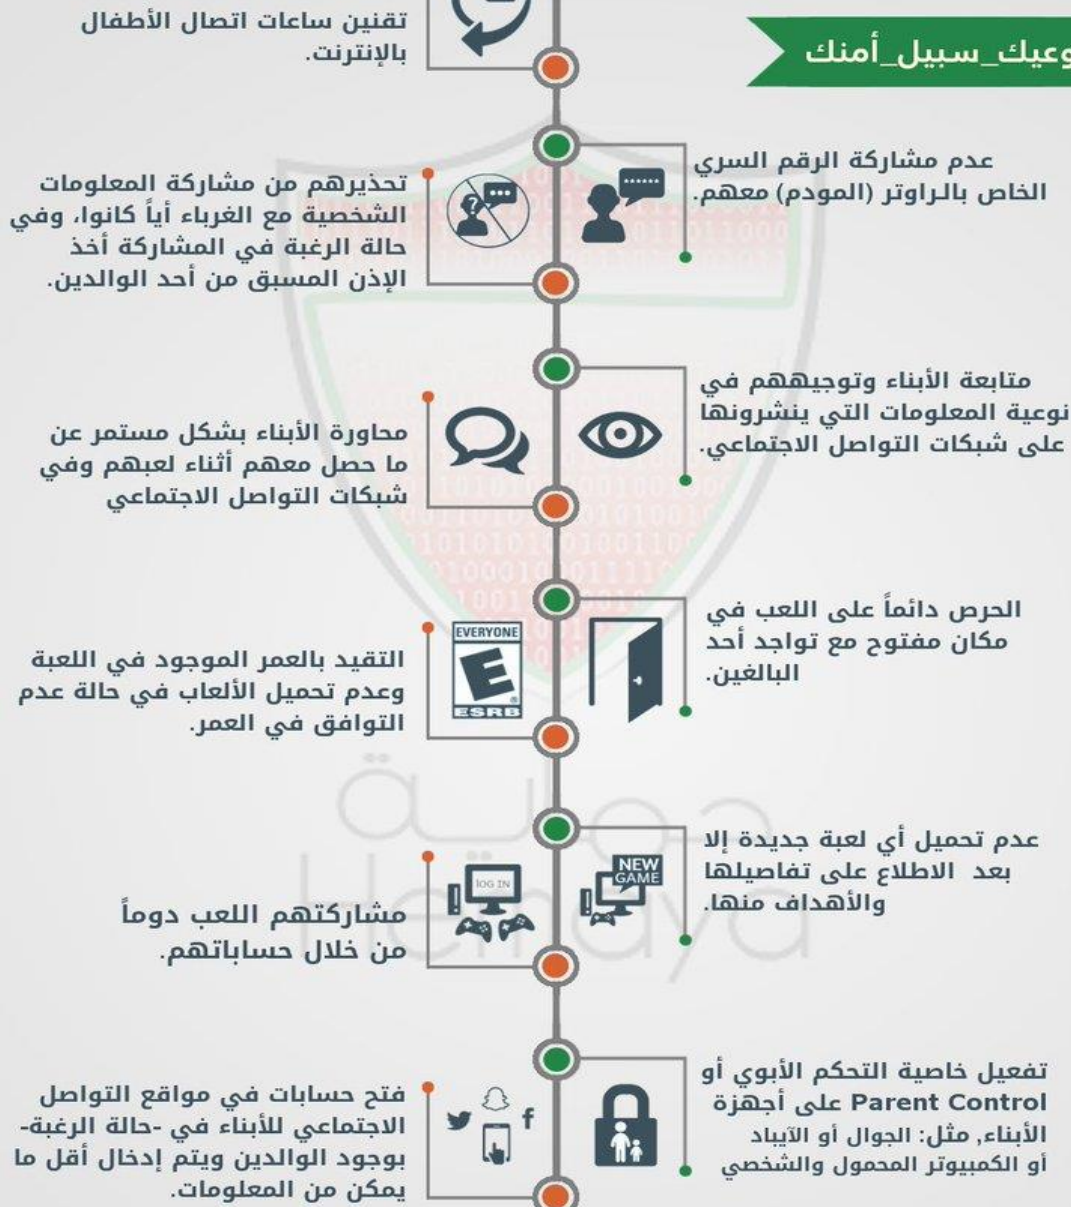 تقنين ساعات اتصال الأطفال
بالإنترنت.
وعيك_سبيل_أمنك
عدم مشاركة الرقم السري
الخاص بالراوتر (المودم) معهم.
تحذيرهم من مشاركة المعلومات
الشخصية مع الغرباء أياً كانوا، وفي
حالة الرغبة في المشاركة أخذ
الإذن المسبق من أحد الوالدين.
متابعة الأبناء وتوجيههم في
نوعية المعلومات التي ينشرونها
على شبكات التواصل الاجتماعي.
محاورة الأبناء بشكل مستمر عن
ما حصل معهم أثناء لعبهم وفي
شبكات التواصل الاجتماعي
الحرص دائماً على اللعب في
مكان مفتوح مع تواجد أحد
البالغين.
EVERYONE
E
ESRB
التقيد بالعمر الموجود في اللعبة
وعدم تحميل الألعاب في حالة عدم
التوافق في العمر.
حماية
Hemaya
عدم تحميل أي لعبة جديدة إلا
بعد الاطلاع على تفاصيلها
والأهداف منها.
NEW
GAME
LOG IN
مشاركتهم اللعب دوماً
من خلال حساباتهم.
تفعيل خاصية التحكم الأبوي أو
Parent Control على أجهزة
الأبناء, مثل: الجوال أو الآيباد
أو الكمبيوتر المحمول والشخصي
فتح حسابات في مواقع التواصل
الاجتماعي للأبناء في -حالة الرغبة-
بوجود الوالدين ويتم إدخال أقل ما
يمكن من المعلومات.